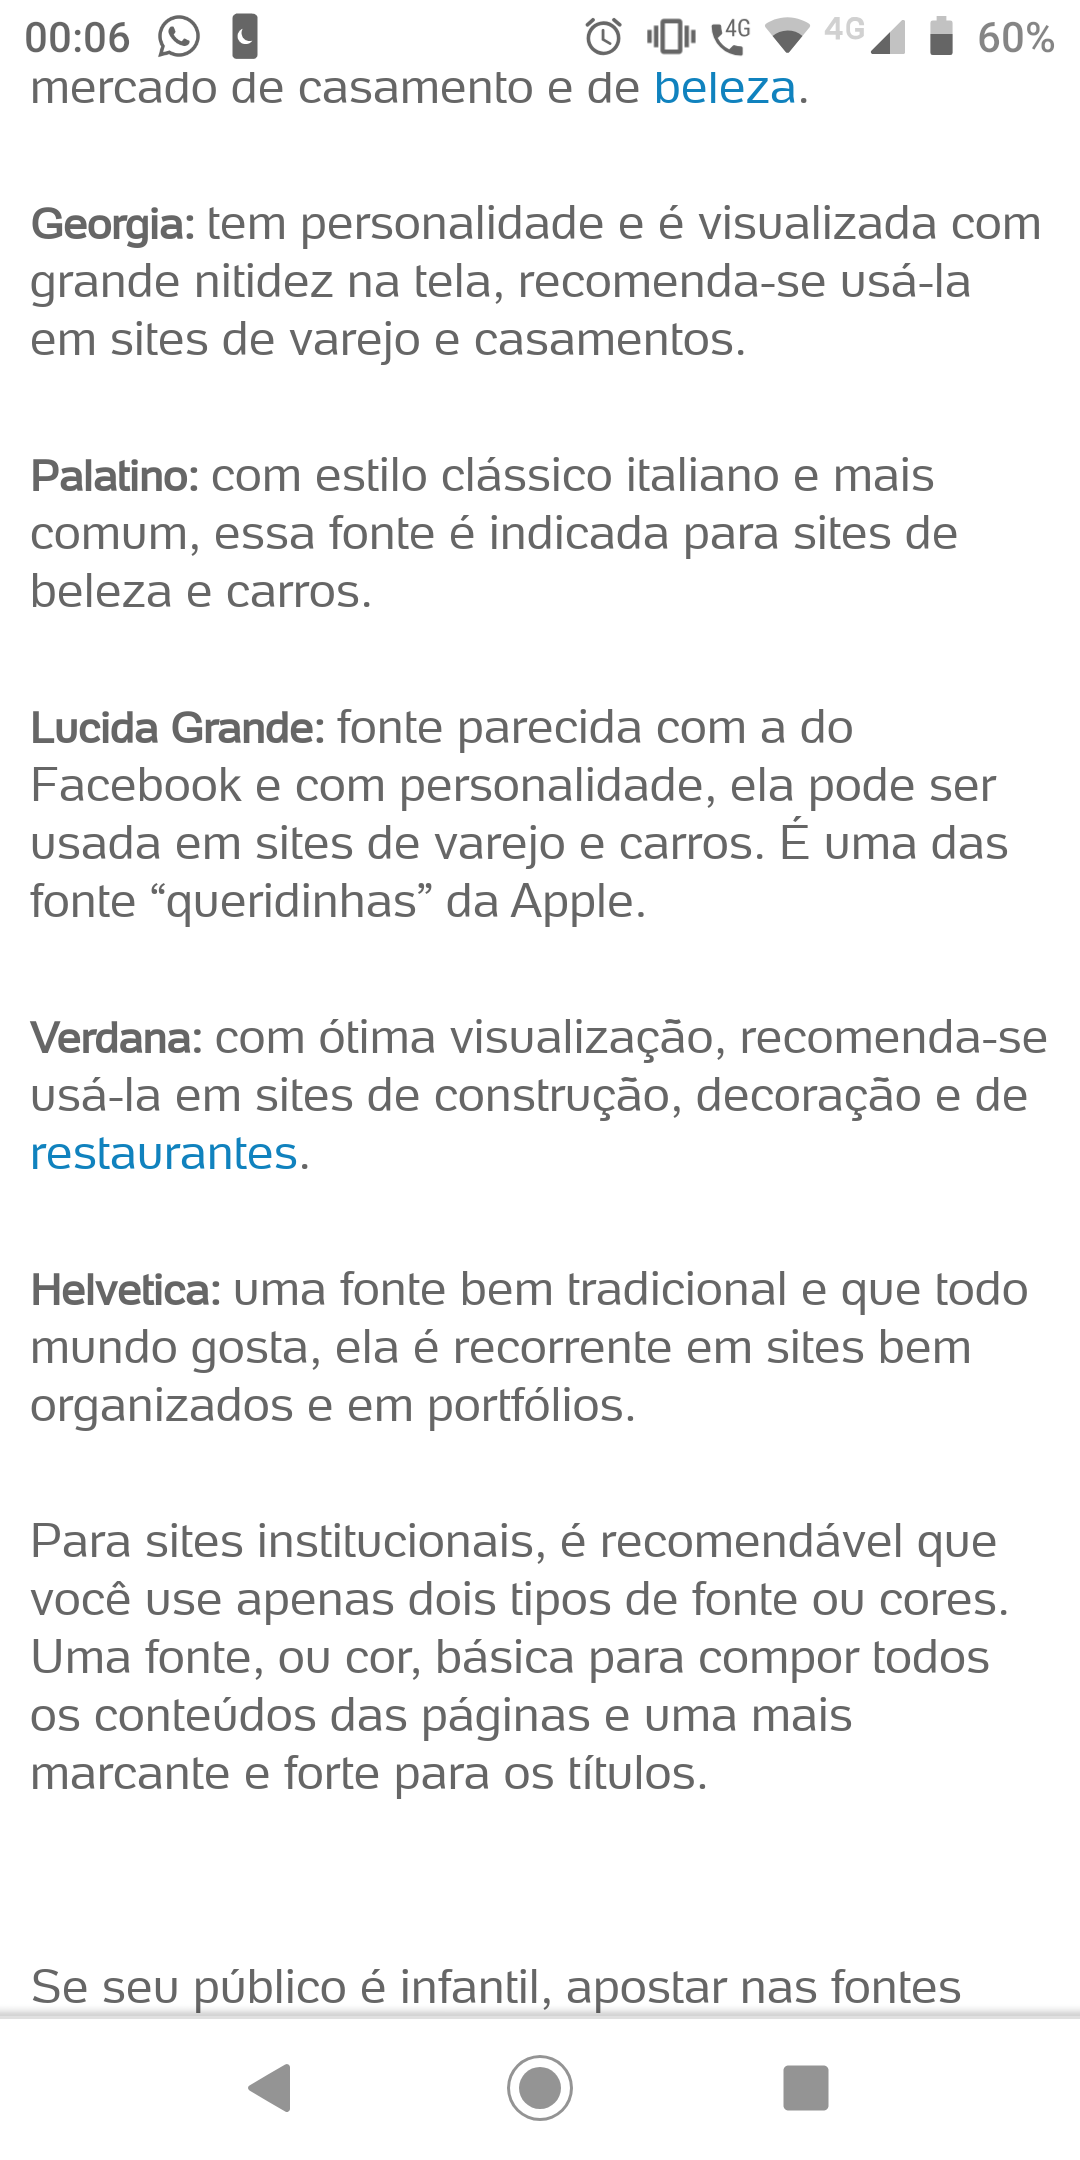 00:06 4G 4G 60%
mercado de casamento e de beleza.
Georgia: tem personalidade e é visualizada com
grande nitidez na tela, recomenda-se usá-la
em sites de varejo e casamentos.
Palatino: com estilo clássico italiano e mais
comum, essa fonte é indicada para sites de
beleza e carros.
Lucida Grande: fonte parecida com a do
Facebook e com personalidade, ela pode ser
usada em sites de varejo e carros. É uma das
fonte “queridinhas” da Apple.
Verdana: com ótima visualização, recomenda-se
usá-la em sites de construção, decoração e de
restaurantes.
Helvetica: uma fonte bem tradicional e que todo
mundo gosta, ela é recorrente em sites bem
organizados e em portfólios.
Para sites institucionais, é recomendável que
você use apenas dois tipos de fonte ou cores.
Uma fonte, ou cor, básica para compor todos
os conteúdos das páginas e uma mais
marcante e forte para os títulos.
Se seu público é infantil, apostar nas fontes